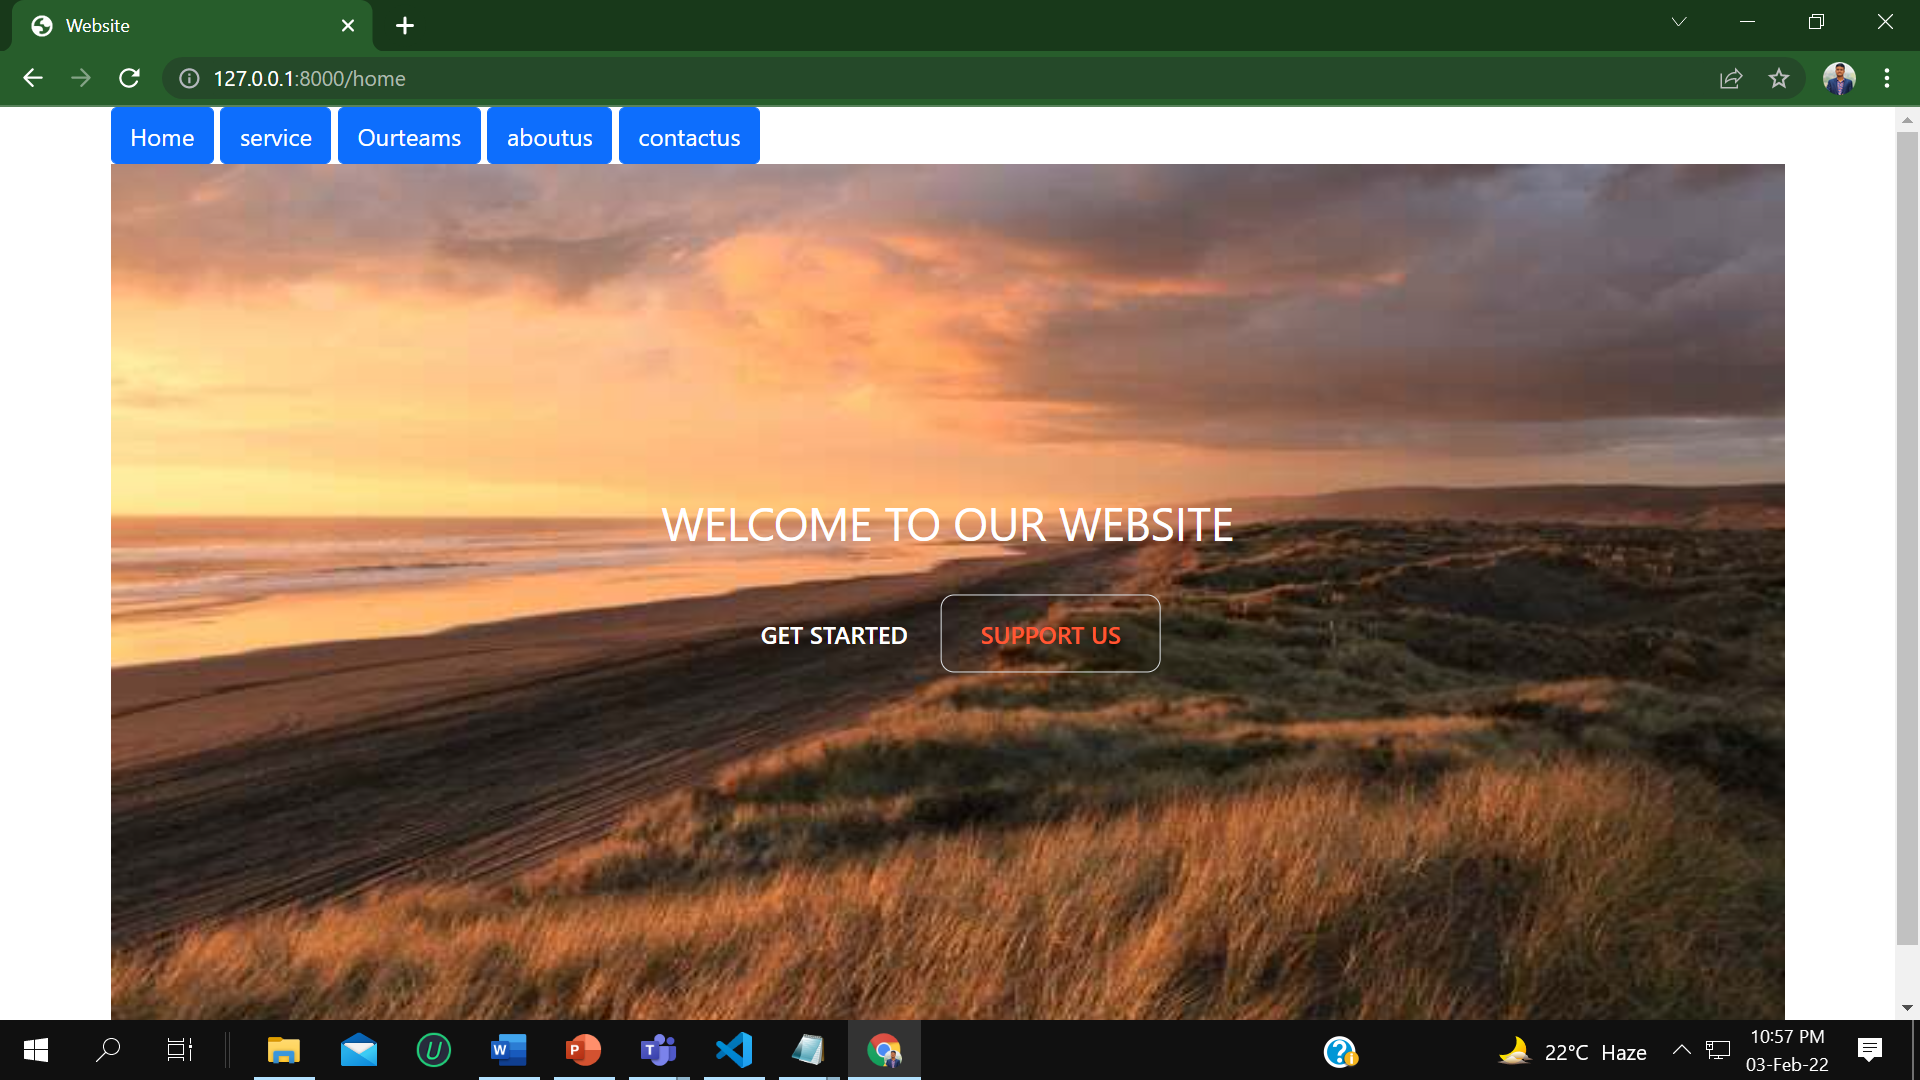 Website
127.0.0.1:8000/home
Home service Ourteams aboutus contactus
WELCOME TO OUR WEBSITE
GET STARTED SUPPORT US
22°C Haze
10:57 PM
03-Feb-22